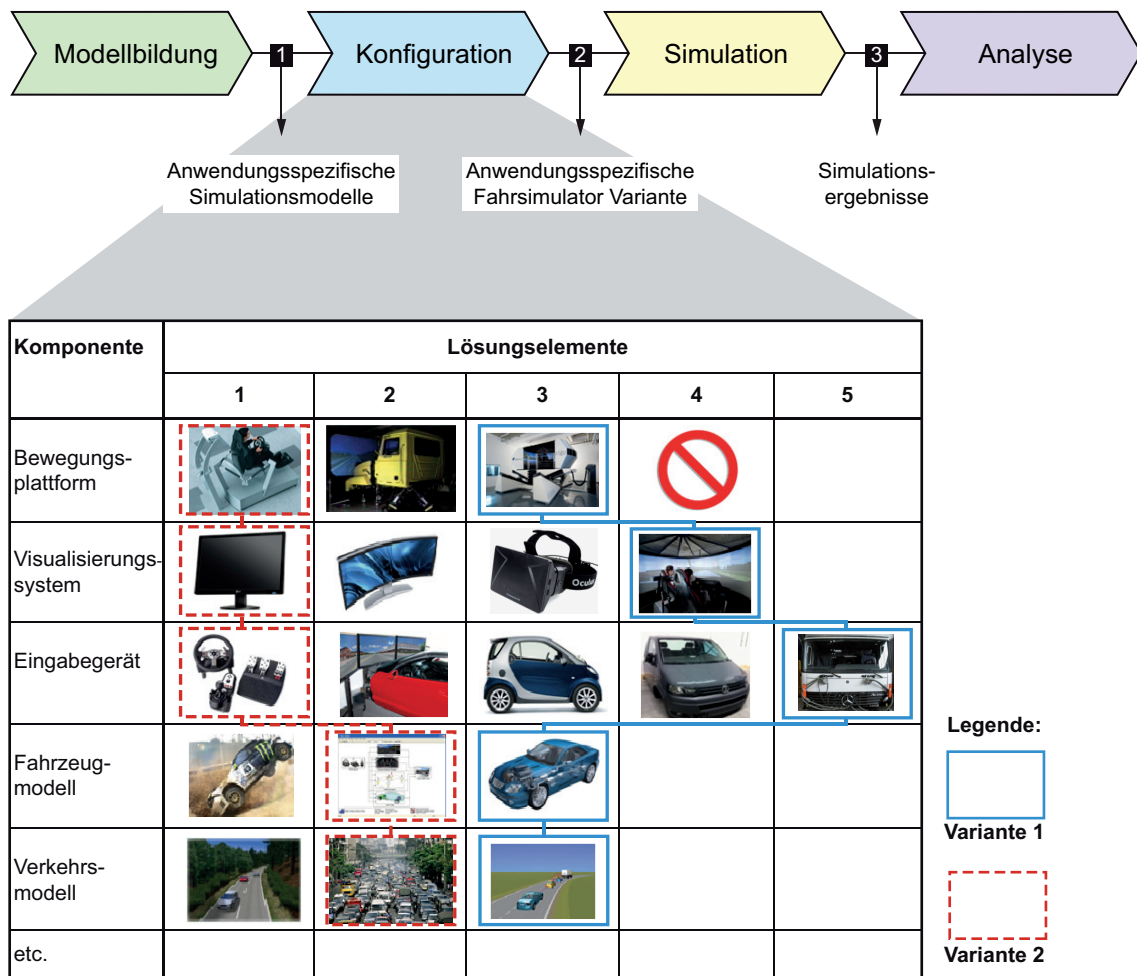 Modellbildung
1
Konfiguration
2
Simulation
3
Analyse
Anwendungsspezifische
Simulationsmodelle
Anwendungsspezifische
Fahrsimulator Variante
Simulations-
ergebnisse
Komponente
Lösungselemente
1
2
3
4
5
Bewegungs-
plattform
Visualisierungs-
system
Oculus
Eingabegerät
Fahrzeug-
modell
Verkehrs-
modell
etc.
Legende:
Variante 1
Variante 2